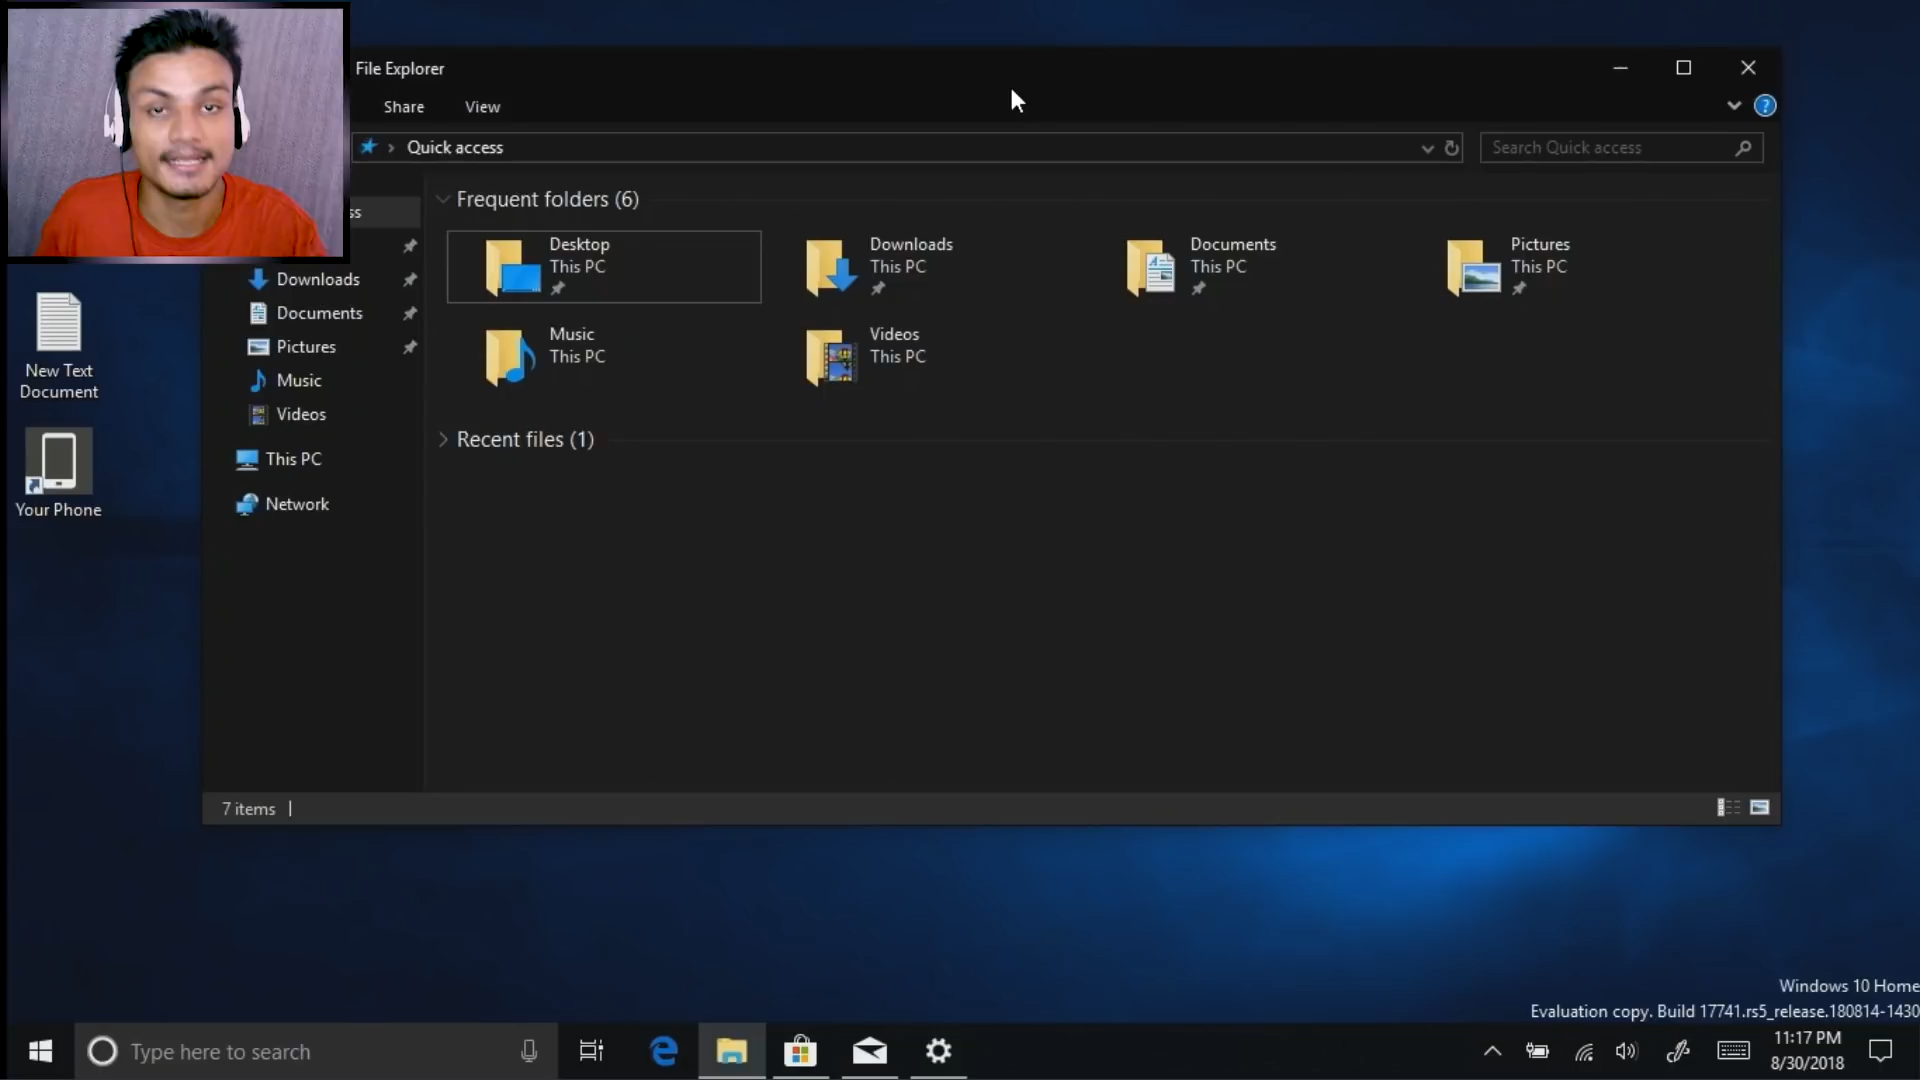 File Explorer
Share
View
Quick access
Search Quick access
ss
Frequent folders (6)
Desktop
This PC
Downloads
This PC
Documents
This PC
Pictures
This PC
Music
This PC
Videos
This PC
Recent files (1)
Downloads
Documents
Pictures
Music
Videos
This PC
Network
New Text
Document
Your Phone
7 items
Windows 10 Home
Evaluation copy. Build 17741.rs5_release.180814-1430
Type here to search
11:17 PM
8/30/2018